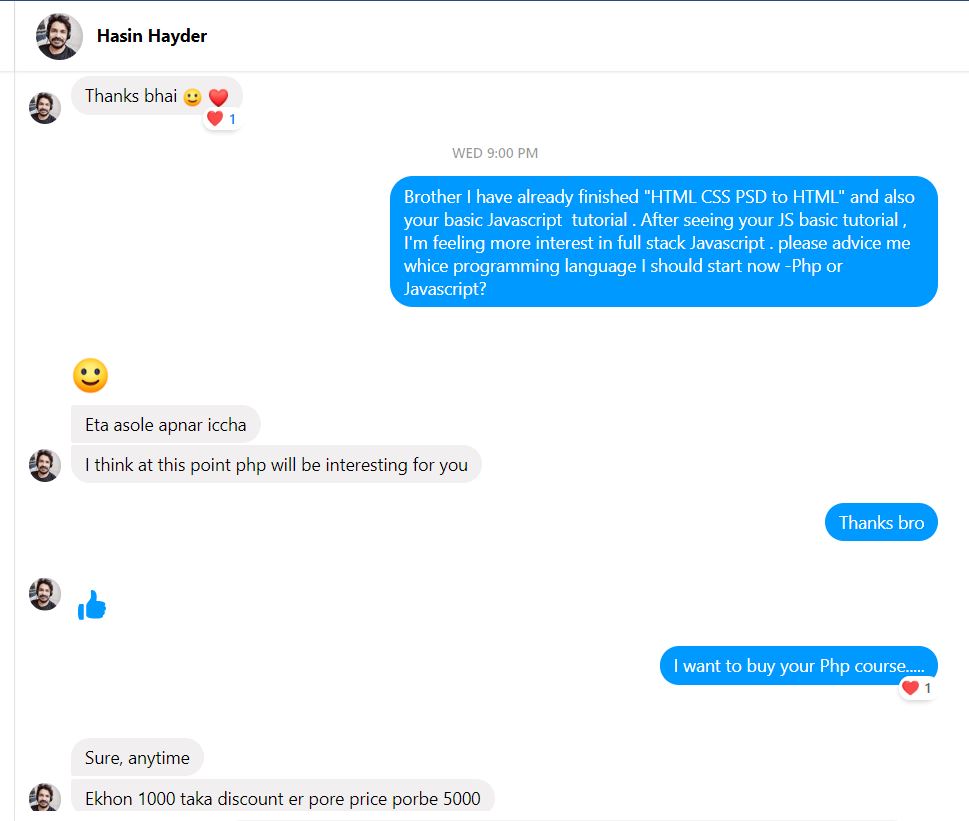 Hasin Hayder
Thanks bhai 🙂 ❤️
❤️ 1
WED 9:00 PM
Brother I have already finished "HTML CSS PSD to HTML" and also
your basic Javascript  tutorial . After seeing your JS basic tutorial ,
I'm feeling more interest in full stack Javascript . please advice me
whice programming language I should start now -Php or
Javascript?
🙂
Eta asole apnar iccha
I think at this point php will be interesting for you
Thanks bro
👍
I want to buy your Php course.....
❤️ 1
Sure, anytime
Ekhon 1000 taka discount er pore price porbe 5000